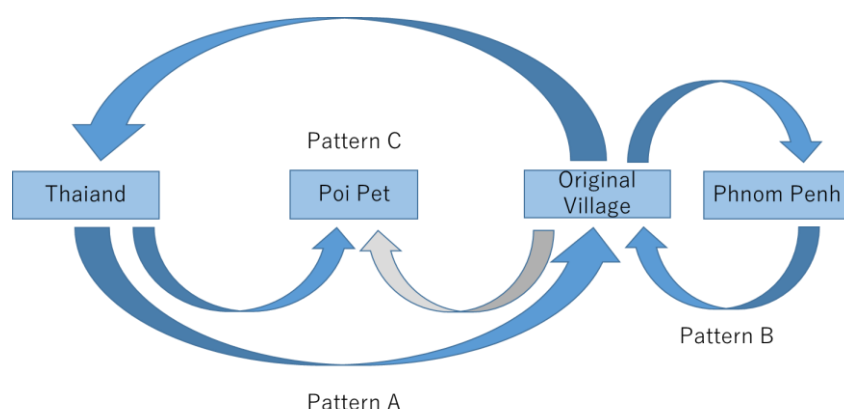 Pattern C
Thaiand
Poi Pet
Original
Village
Phnom Penh
Pattern B
Pattern A